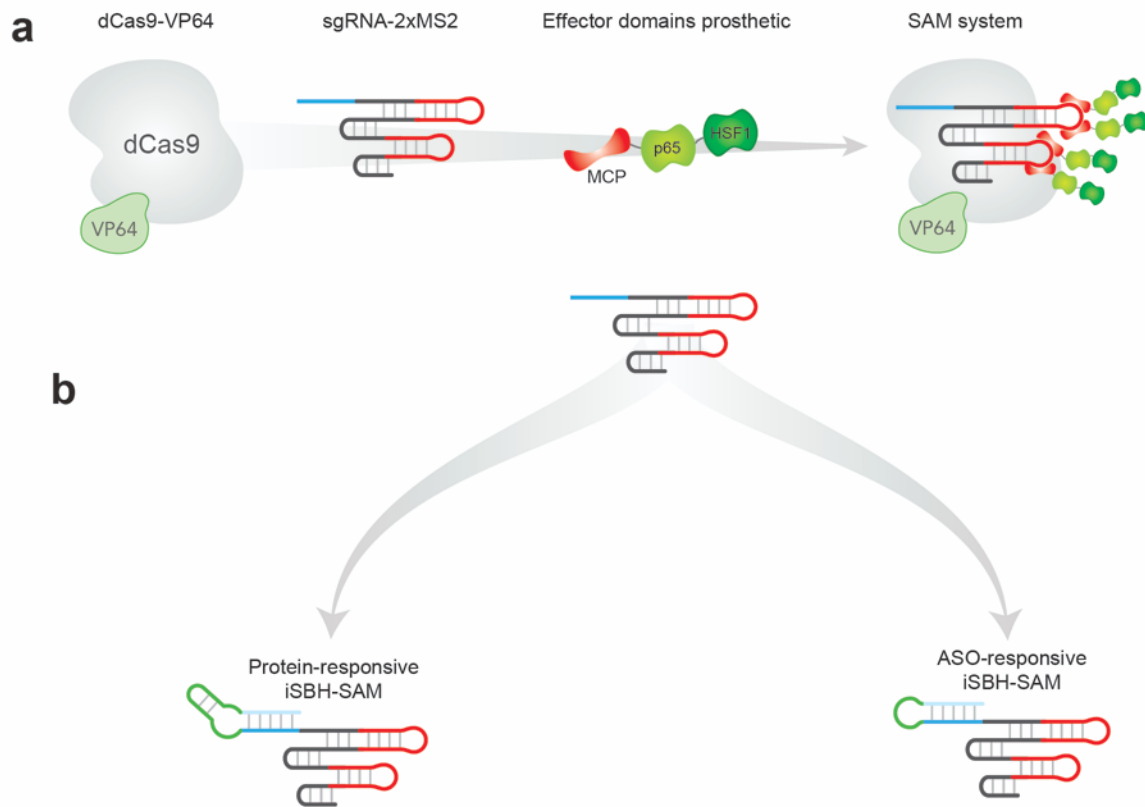 a
dCas9-VP64
sgRNA-2xMS2
Effector domains prosthetic
SAM system
dCas9
VP64
MCP
p65
HSF1
VP64
b
Protein-responsive
iSBH-SAM
ASO-responsive
iSBH-SAM